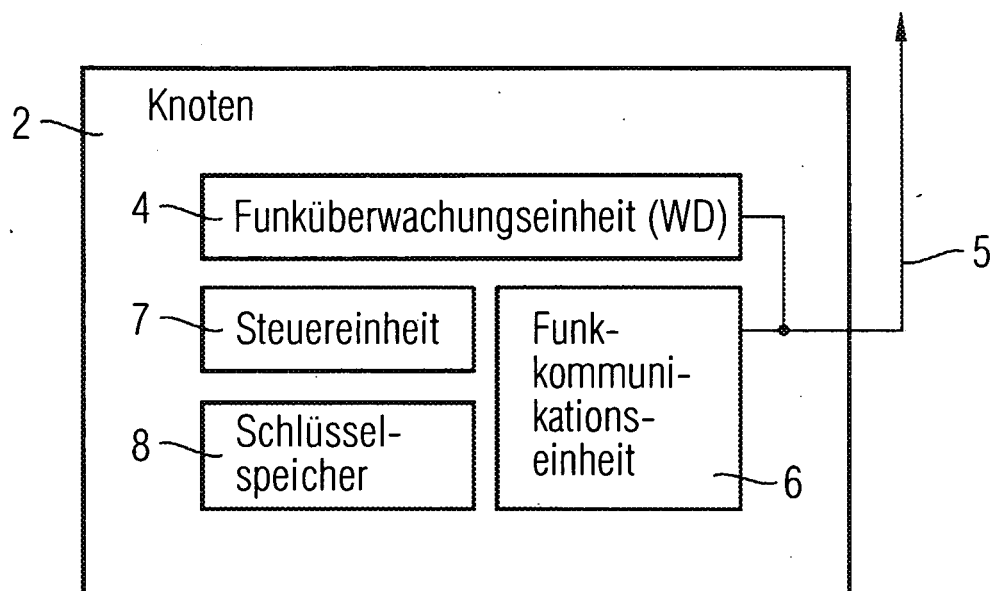 Knoten
2
4
Funküberwachungseinheit (WD)
5
7
Steuereinheit
Funk-
kommuni-
kations-
einheit
8
Schlüssel-
speicher
6